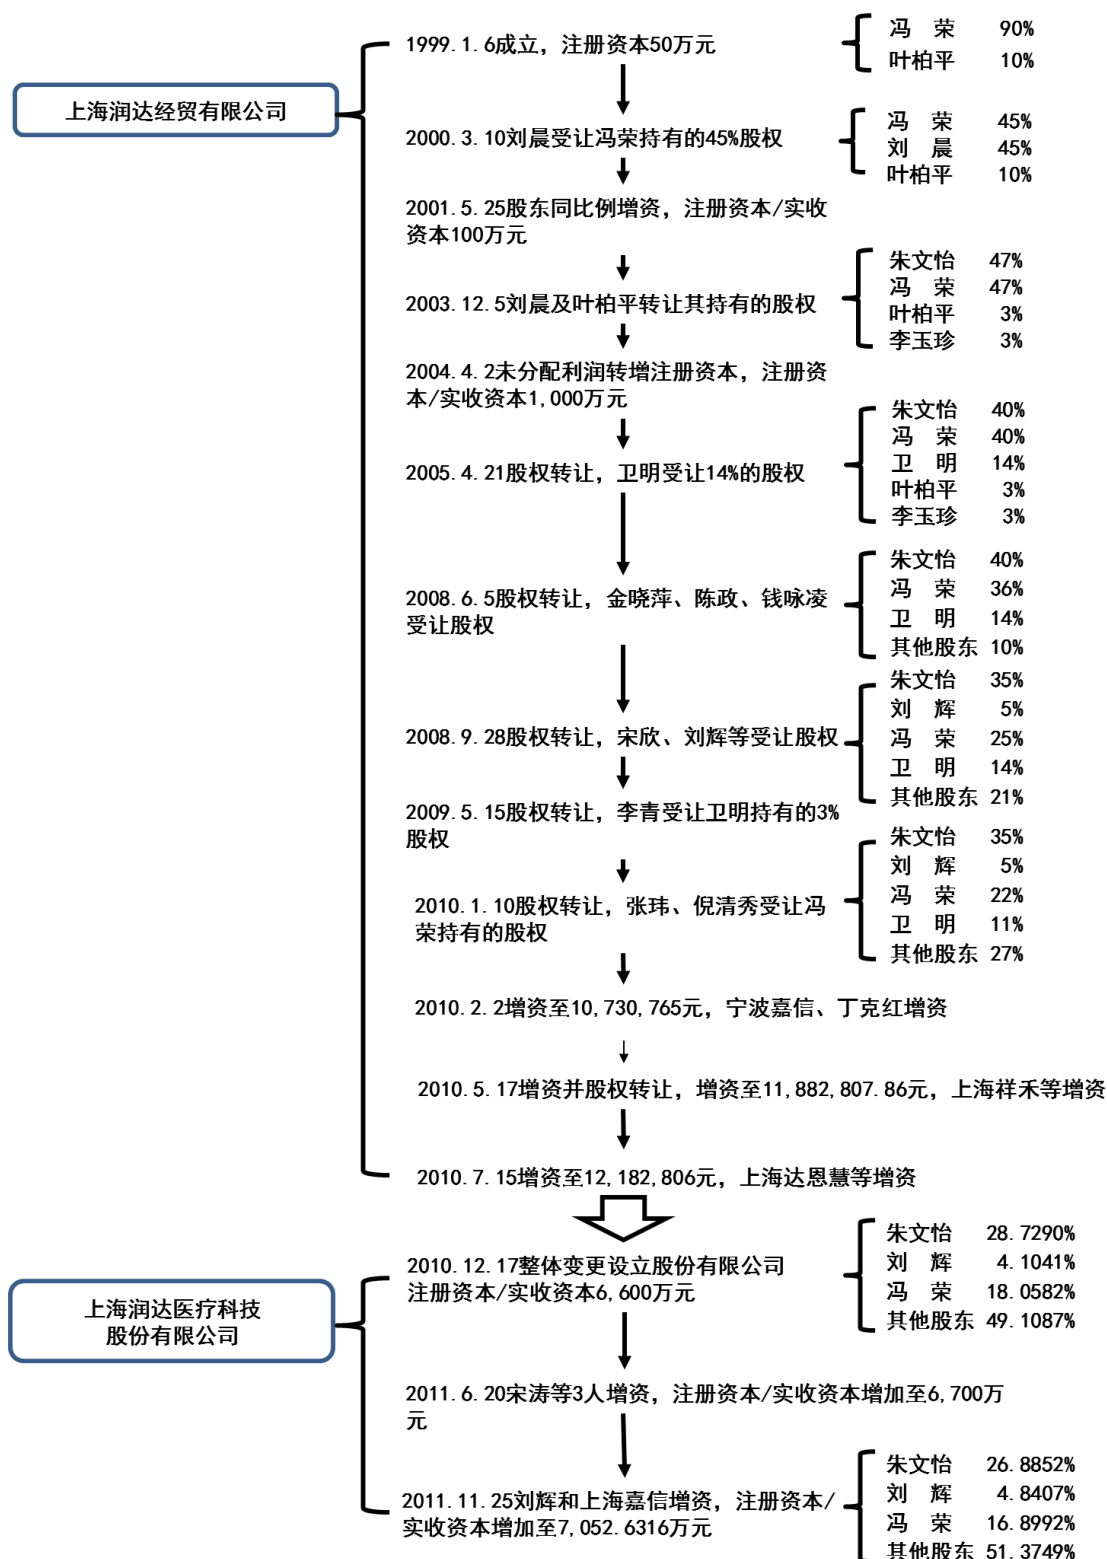 1999.1.6成立，注册资本50万元
冯　荣 90%
叶柏平 10%
上海润达经贸有限公司
2000.3.10刘晨受让冯荣持有的45%股权
冯　荣 45%
刘　晨 45%
叶柏平 10%
2001.5.25股东同比例增资，注册资本/实收
资本100万元
2003.12.5刘晨及叶柏平转让其持有的股权
朱文怡 47%
冯　荣 47%
叶柏平 3%
李玉珍 3%
2004.4.2未分配利润转增注册资本，注册资
本/实收资本1,000万元
2005.4.21股权转让，卫明受让14%的股权
朱文怡 40%
冯　荣 40%
卫　明 14%
叶柏平 3%
李玉珍 3%
2008.6.5股权转让，金晓萍、陈政、钱咏凌
受让股权
朱文怡 40%
冯　荣 36%
卫　明 14%
其他股东 10%
2008.9.28股权转让，宋欣、刘辉等受让股权
朱文怡 35%
刘　辉 5%
冯　荣 25%
卫　明 14%
其他股东 21%
2009.5.15股权转让，李青受让卫明持有的3%
股权
2010.1.10股权转让，张玮、倪清秀受让冯
荣持有的股权
朱文怡 35%
刘　辉 5%
冯　荣 22%
卫　明 11%
其他股东 27%
2010.2.2增资至10,730,765元，宁波嘉信、丁克红增资
2010.5.17增资并股权转让，增资至11,882,807.86元，上海祥禾等增资
2010.7.15增资至12,182,806元，上海达恩慧等增资
2010.12.17整体变更设立股份有限公司
注册资本/实收资本6,600万元
朱文怡 28.7290%
刘　辉 4.1041%
冯　荣 18.0582%
其他股东 49.1087%
上海润达医疗科技
股份有限公司
2011.6.20宋涛等3人增资，注册资本/实收资本增加至6,700万
元
2011.11.25刘辉和上海嘉信增资，注册资本/
实收资本增加至7,052.6316万元
朱文怡 26.8852%
刘　辉 4.8407%
冯　荣 16.8992%
其他股东 51.3749%